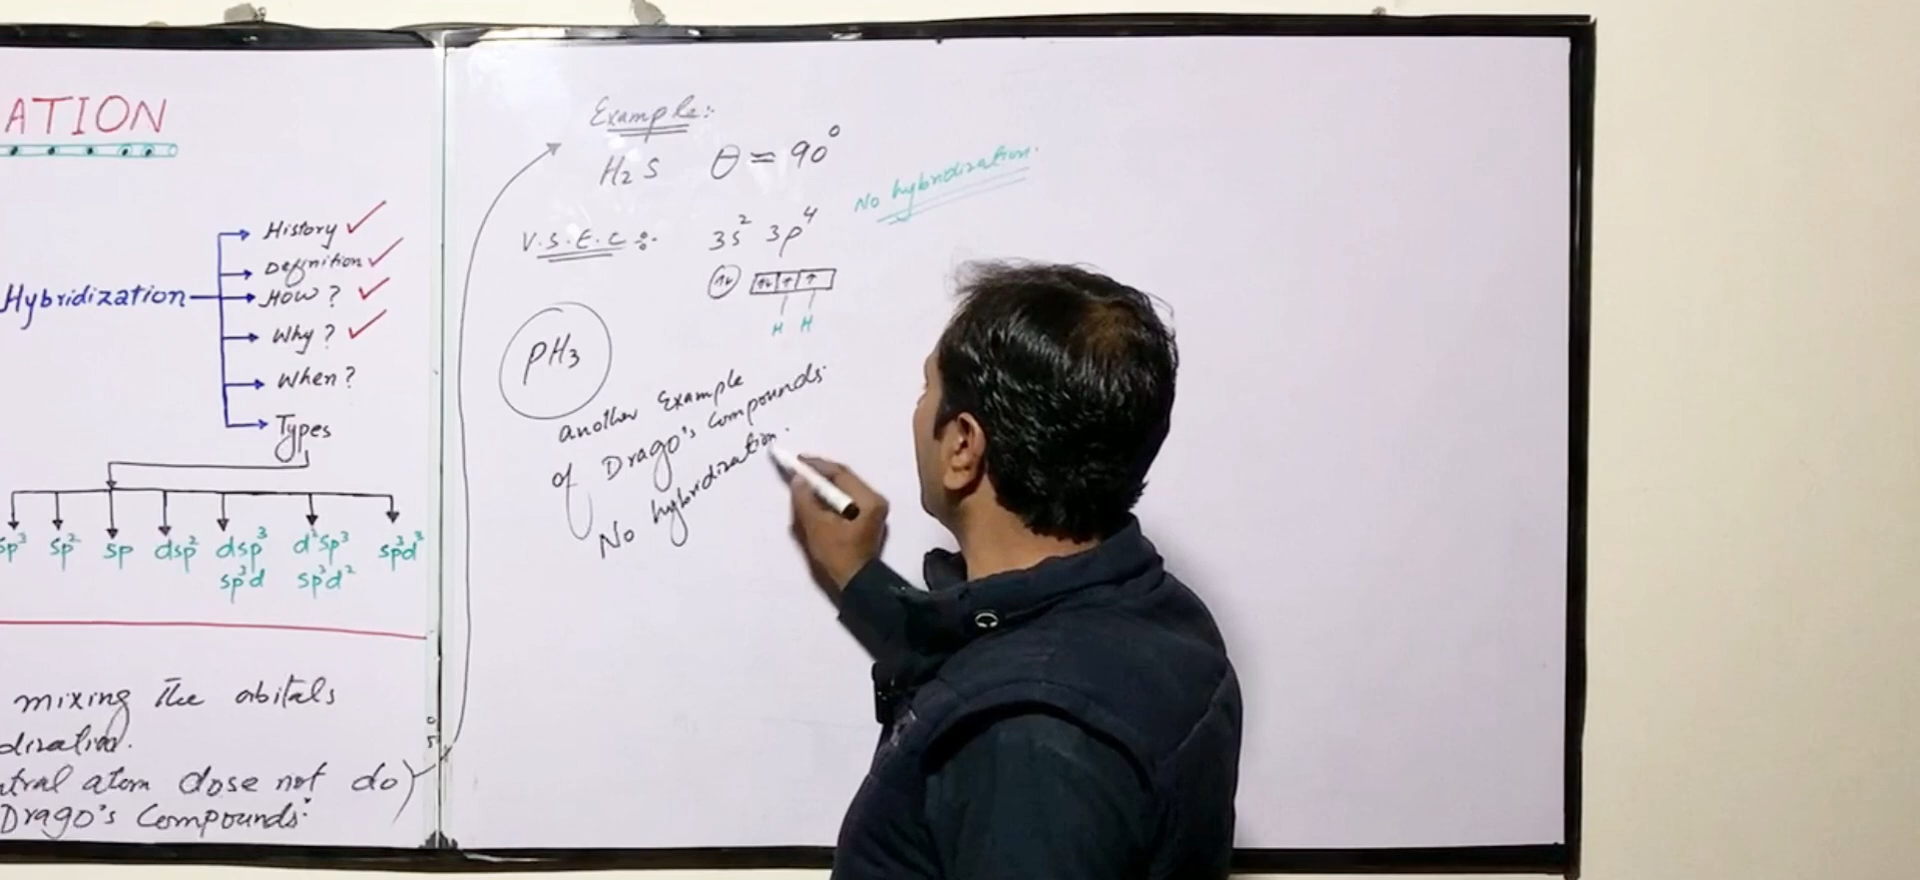 ATION
Hybridization
History
Definition
HOW ?
Why ?
When ?
Types
sp³ sp² sp dsp² dsp³ d²sp³ sp³d³
sp³d sp³d²
mixing the orbitals
dization.
ntral atom dose not do)
Drago's Compounds:
Example:-
H₂S θ = 90°
No hybridization.
V.S.E.C :- 3s² 3p⁴
↑↓ ↑↓ ↑ ↑
H H
PH₃
another Example
of Drago's Compounds.
No hybridization.